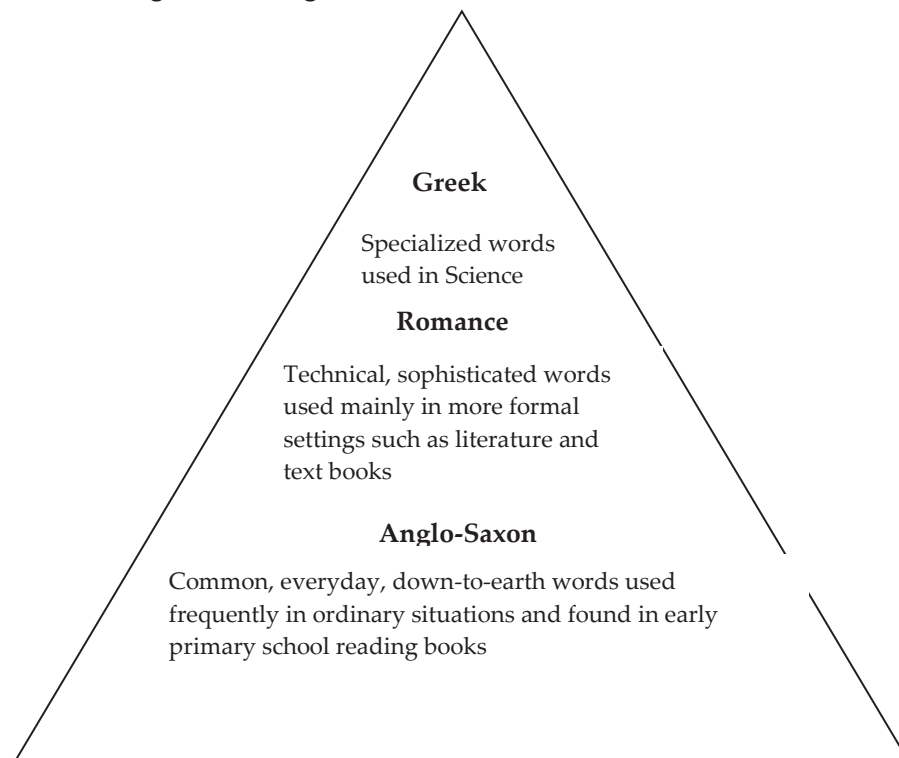 Greek
Specialized words
used in Science
Romance
Technical, sophisticated words
used mainly in more formal
settings such as literature and
text books
Anglo-Saxon
Common, everyday, down-to-earth words used
frequently in ordinary situations and found in early
primary school reading books